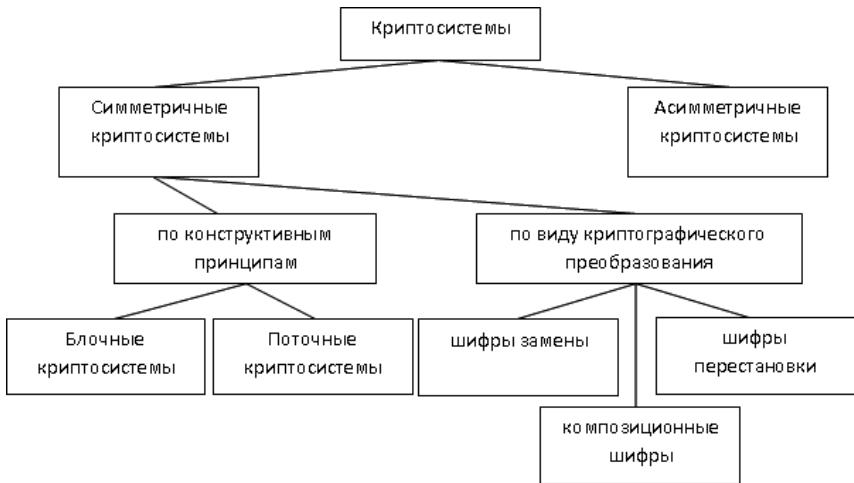 Криптосистемы
Симметричные
криптосистемы
Асимметричные
криптосистемы
по конструктивным
принципам
по виду криптографического
преобразования
Блочные
криптосистемы
Поточные
криптосистемы
шифры замены
шифры
перестановки
композиционные
шифры